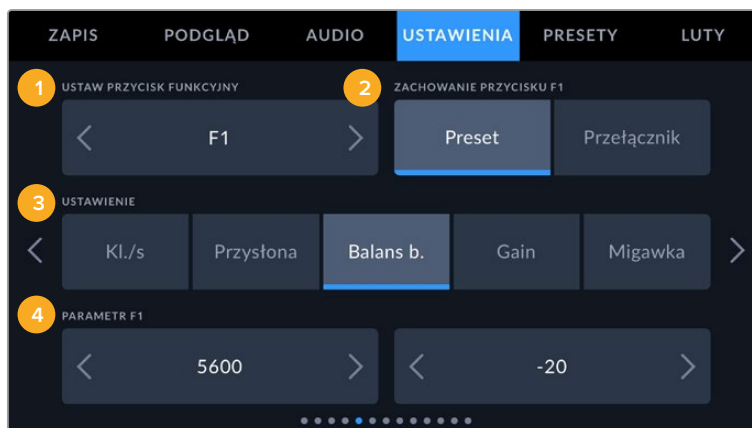 ZAPIS PODGLĄD AUDIO USTAWIENIA PRESETY LUTY
1 USTAW PRZYCISK FUNKCYJNY 2 ZACHOWANIE PRZYCISKU F1
F1 Preset Przełącznik
3 USTAWIENIE
Kl./s Przysłona Balans b. Gain Migawka
4 PARAMETR F1
5600 -20